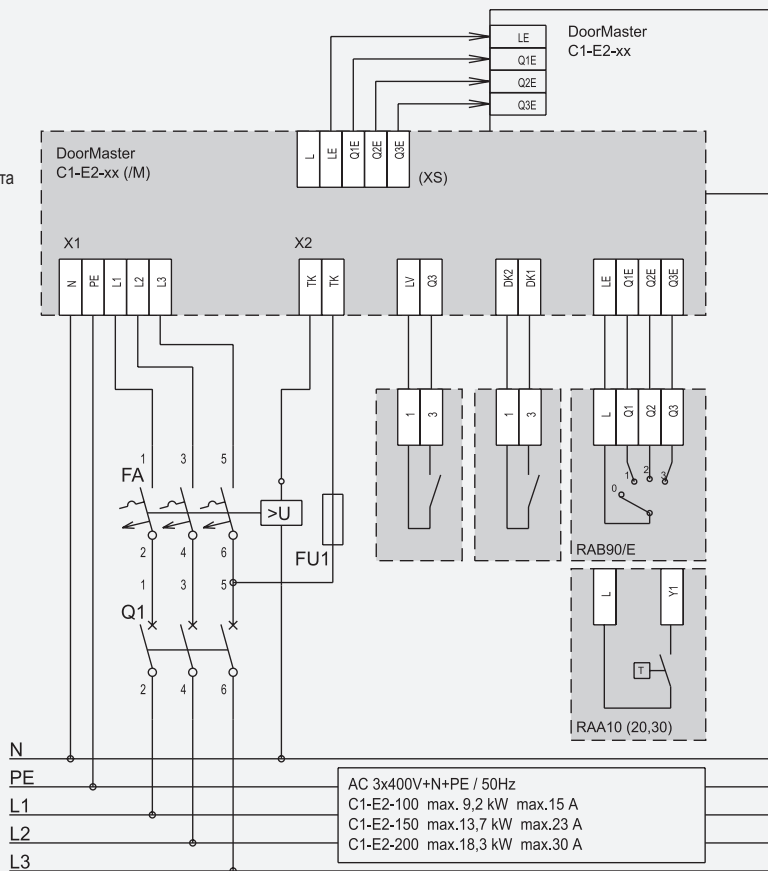 LE
DoorMaster
C1-E2-xx
Q1E
Q2E
Q3E
та
DoorMaster
C1-E2-xx (/M)
L LE Q1E Q2E Q3E
(XS)
X1
X2
N PE L1 L2 L3
TK TK
LV Q3
DK2 DK1
LE Q1E Q2E Q3E
1 3
1 3
L Q1 Q2 Q3
1 3 5
FA
1 2 3
0
>U
2 4 6
FU1
RAB90/E
1 3 5
Q1
L Y1
T
2 4 6
RAA10 (20,30)
N
PE
AC 3x400V+N+PE / 50Hz
L1
C1-E2-100 max. 9,2 kW max.15 A
C1-E2-150 max.13,7 kW max.23 A
L2
C1-E2-200 max.18,3 kW max.30 A
L3